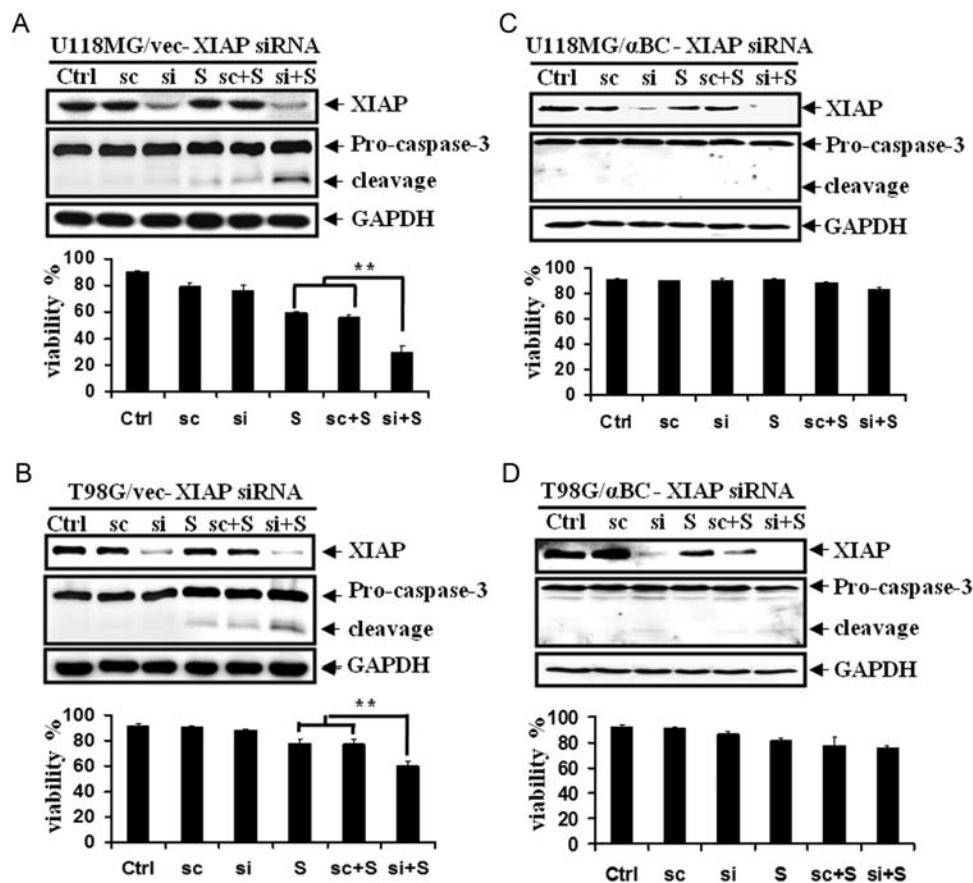 A
U118MG/vec- XIAP siRNA
Ctrl sc si S sc+S si+S
XIAP
Pro-caspase-3
cleavage
GAPDH
viability %
100
80
60
40
20
0
**
Ctrl sc si S sc+S si+S
B
T98G/vec- XIAP siRNA
Ctrl sc si S sc+S si+S
XIAP
Pro-caspase-3
cleavage
GAPDH
viability %
100
80
60
40
20
0
**
Ctrl sc si S sc+S si+S
C
U118MG/αBC- XIAP siRNA
Ctrl sc si S sc+S si+S
XIAP
Pro-caspase-3
cleavage
GAPDH
viability %
100
80
60
40
20
0
Ctrl sc si S sc+S si+S
D
T98G/αBC- XIAP siRNA
Ctrl sc si S sc+S si+S
XIAP
Pro-caspase-3
cleavage
GAPDH
viability %
100
80
60
40
20
0
Ctrl sc si S sc+S si+S